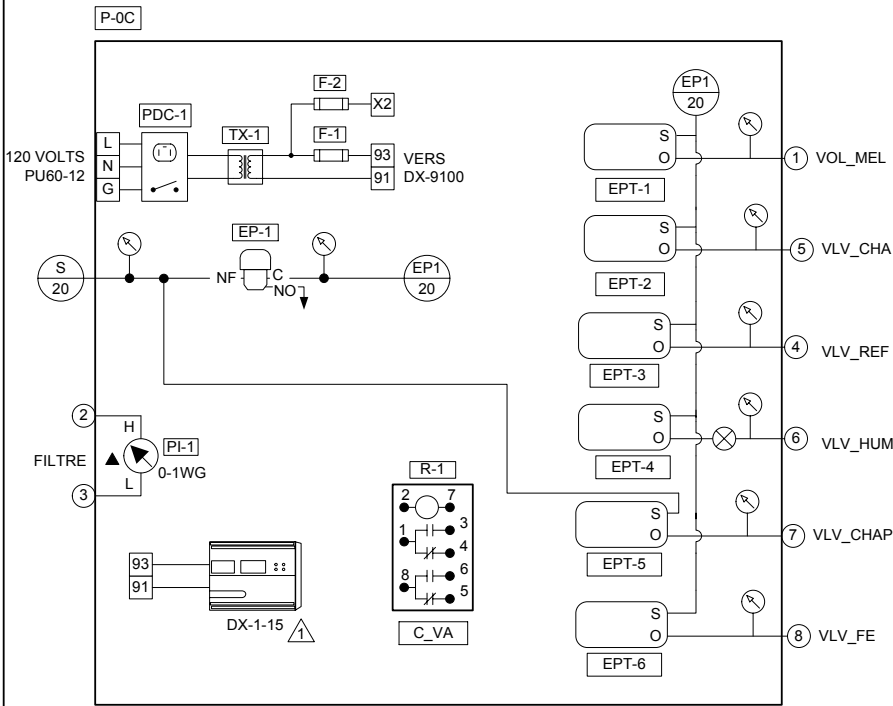 P-0C
F-2
X2
PDC-1
TX-1
F-1
120 VOLTS
PU60-12
L
N
G
93
91
VERS
DX-9100
EP1
20
S
O
EPT-1
1
VOL_MEL
S
O
EPT-2
5
VLV_CHA
S
20
EP-1
NF
C
NO
EP1
20
S
O
EPT-3
4
VLV_REF
2
H
PI-1
0-1WG
FILTRE
L
3
S
O
EPT-4
6
VLV_HUM
R-1
2
7
1
3
4
8
6
5
C_VA
S
O
EPT-5
7
VLV_CHAP
93
91
DX-1-15
1
S
O
EPT-6
8
VLV_FE